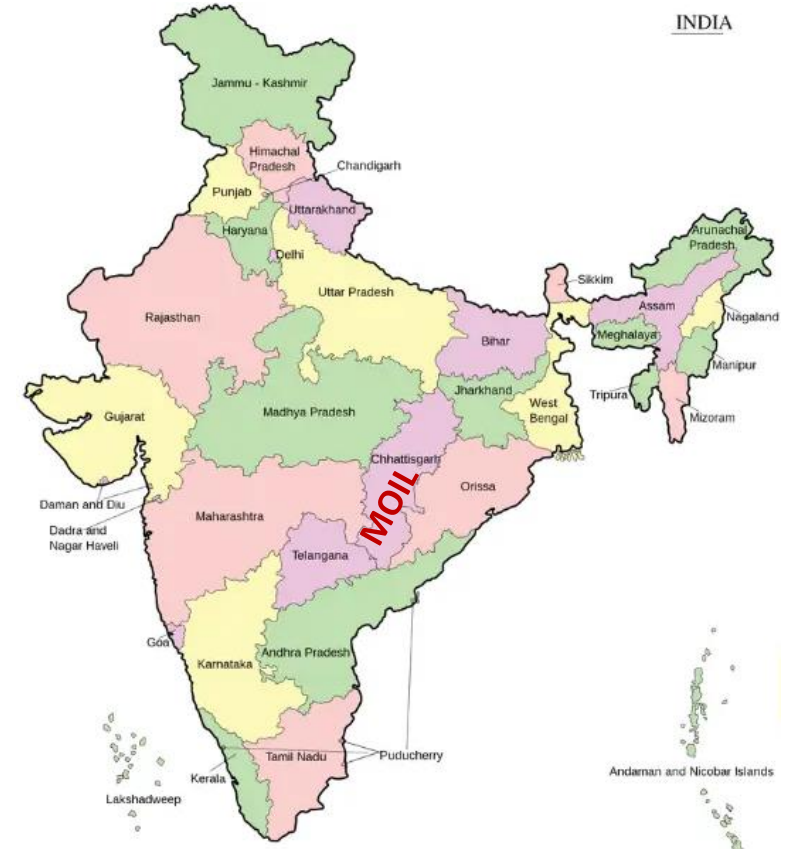 INDIA
Jammu - Kashmir
Himachal
Pradesh
Chandigarh
Punjab
Uttarakhand
Haryana
Delhi
Arunachal
Pradesh
Sikkim
Uttar Pradesh
Assam
Rajasthan
Nagaland
Bihar
Meghalaya
Manipur
Jharkhand
Tripura
West
Bengal
Gujarat
Madhya Pradesh
Mizoram
Chhattisgarh
Orissa
MOIL
Daman and Diu
Maharashtra
Dadra and
Nagar Haveli
Telangana
Goa
Andhra Pradesh
Karnataka
Puducherry
Tamil Nadu
Kerala
Andaman and Nicobar Islands
Lakshadweep